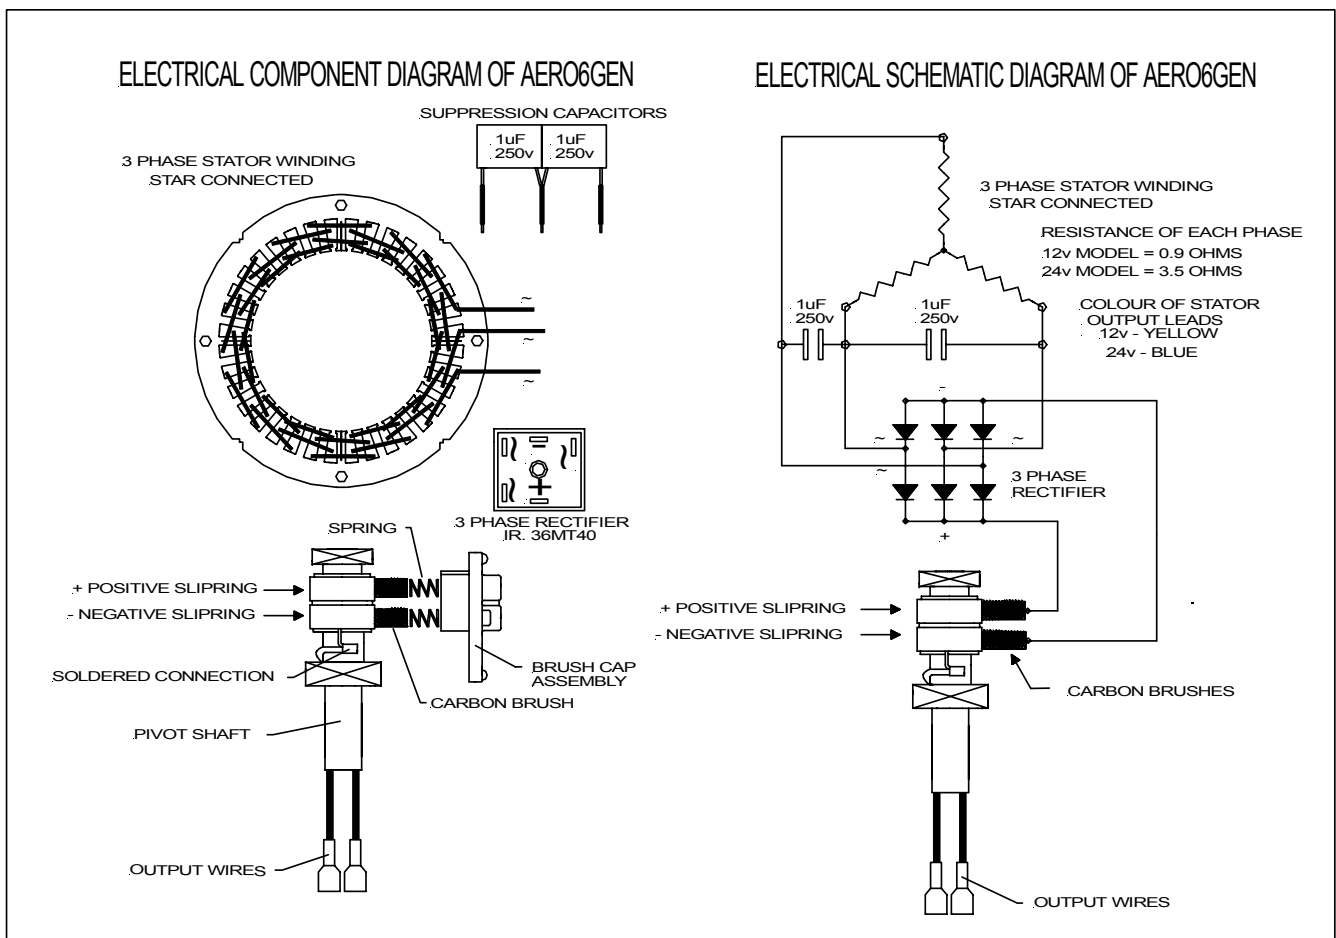 ELECTRICAL COMPONENT DIAGRAM OF AERO6GEN
SUPPRESSION CAPACITORS
.1uF
250v
.1uF
250v
3 PHASE STATOR WINDING
STAR CONNECTED
~
~
~
3 PHASE RECTIFIER
IR. 36MT40
SPRING
+ POSITIVE SLIPRING
- NEGATIVE SLIPRING
SOLDERED CONNECTION
BRUSH CAP
ASSEMBLY
CARBON BRUSH
PIVOT SHAFT
OUTPUT WIRES
ELECTRICAL SCHEMATIC DIAGRAM OF AERO6GEN
3 PHASE STATOR WINDING
STAR CONNECTED
RESISTANCE OF EACH PHASE
12v MODEL = 0.9 OHMS
24v MODEL = 3.5 OHMS
.1uF
250v
.1uF
250v
COLOUR OF STATOR
OUTPUT LEADS
12v - YELLOW
24v - BLUE
-
~
~
~
3 PHASE
RECTIFIER
+
+ POSITIVE SLIPRING
- NEGATIVE SLIPRING
CARBON BRUSHES
OUTPUT WIRES